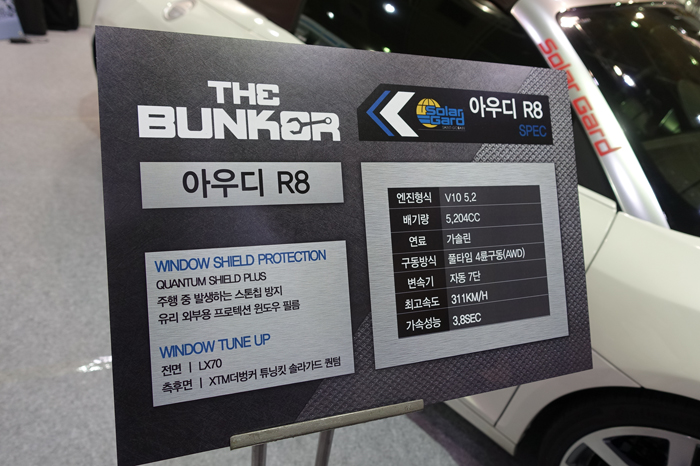 THE
BUNKER
아우디 R8
WINDOW SHIELD PROTECTION
QUANTUM SHIELD PLUS
주행 중 발생하는 스톤칩 방지
유리 외부용 프로텍션 윈도우 필름
WINDOW TUNE UP
전면 | LX70
측후면 | XTM더벙커 튜닝킷 솔라가드 퀀텀
Solar
Gard
아우디 R8
SPEC
엔진형식 V10 5.2
배기량 5,204CC
연료 가솔린
구동방식 풀타임 4륜구동(AWD)
변속기 자동 7단
최고속도 311KM/H
가속성능 3.8SEC
Solar Gard